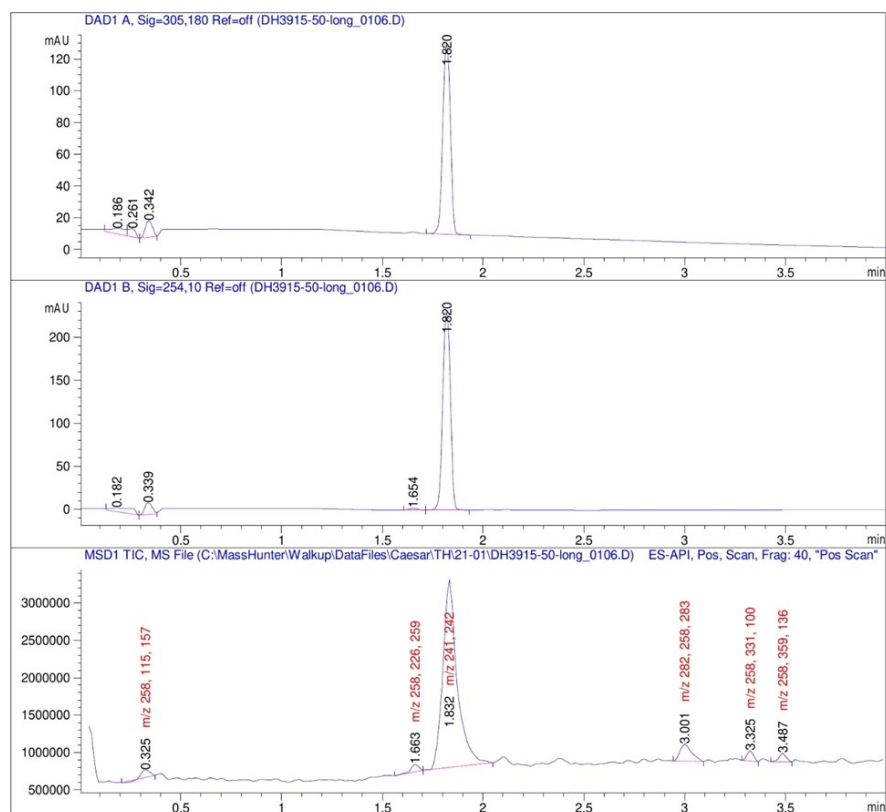 DAD1 A, Sig=305,180 Ref=off (DH3915-50-long_0106.D)
mAU
120
100
80
60
40
20
0
0.186
0.261
0.342
1.820
0.5 1 1.5 2 2.5 3 3.5 min
DAD1 B, Sig=254,10 Ref=off (DH3915-50-long_0106.D)
mAU
200
150
100
50
0
0.182
0.339
1.654
1.820
0.5 1 1.5 2 2.5 3 3.5 min
MSD1 TIC, MS File (C:\MassHunter\Walkup\DataFiles\Caesar\TH\21-01\DH3915-50-long_0106.D) ES-API, Pos, Scan, Frag: 40, "Pos Scan"
3000000
2500000
2000000
1500000
1000000
500000
0.325 m/z 258, 115, 157
1.663 m/z 258, 226, 259
1.832 m/z 241, 242
3.001 m/z 282, 258, 283
3.325 m/z 258, 331, 100
3.487 m/z 258, 359, 136
0.5 1 1.5 2 2.5 3 3.5 min